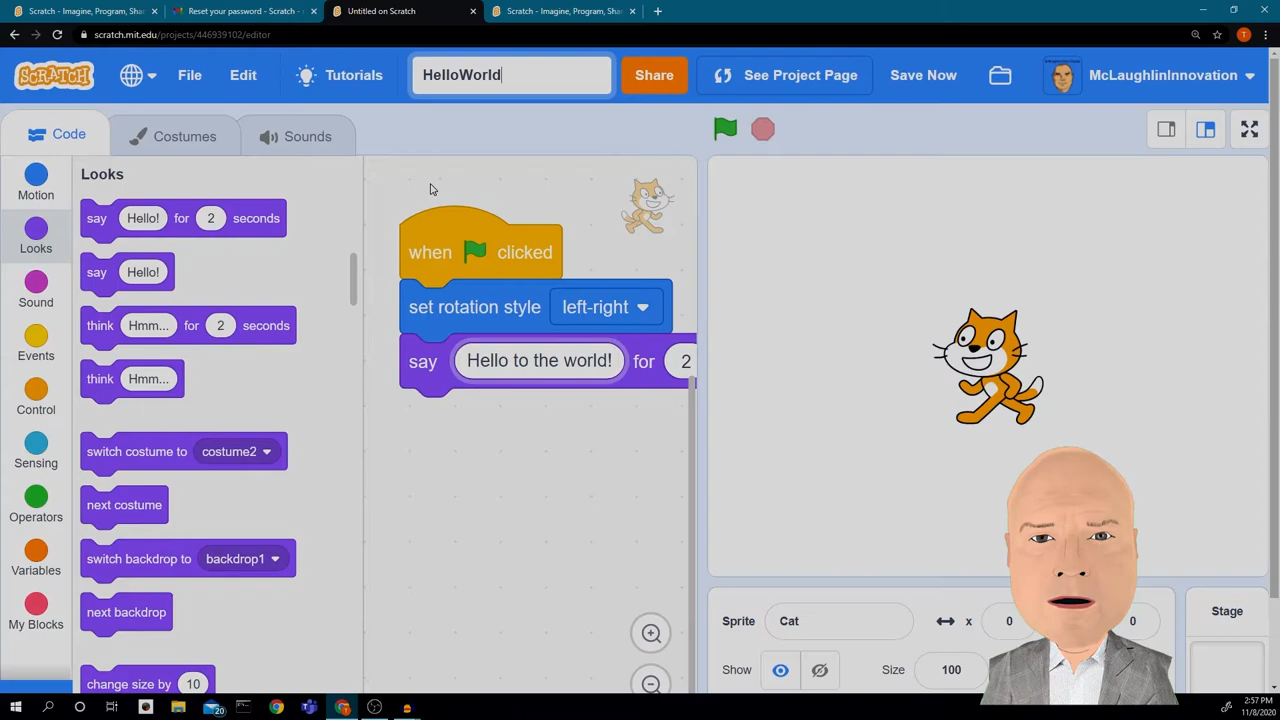 Scratch - Imagine, Program, Shar
Reset your password - Scratch -
Untitled on Scratch
Scratch - Imagine, Program, Shar
scratch.mit.edu/projects/446939102/editor
T
SCRATCH
File
Edit
Tutorials
HelloWorld
Share
See Project Page
Save Now
McLaughlinInnovation
Code
Costumes
Sounds
Motion
Looks
Sound
Events
Control
Sensing
Operators
Variables
My Blocks
Looks
say Hello! for 2 seconds
say Hello!
think Hmm... for 2 seconds
think Hmm...
switch costume to costume2
next costume
switch backdrop to backdrop1
next backdrop
change size by 10
when clicked
set rotation style left-right
say Hello to the world! for 2
Sprite Cat x 0 0
Show Size 100
Stage
20
2:57 PM
11/8/2020